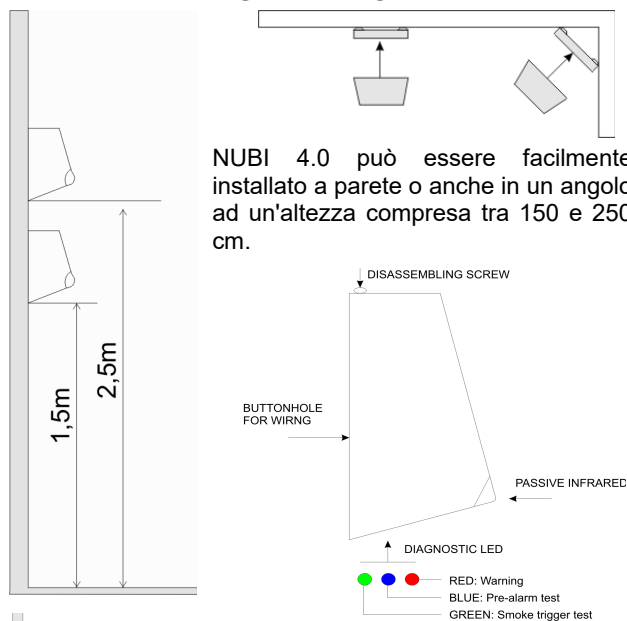 NUBI 4.0 può essere facilmente
installato a parete o anche in un angolo
ad un'altezza compresa tra 150 e 250
cm.
1,5m
2,5m
DISASSEMBLING SCREW
BUTTONHOLE
FOR WIRNG
PASSIVE INFRARED
DIAGNOSTIC LED
RED: Warning
BLUE: Pre-alarm test
GREEN: Smoke trigger test